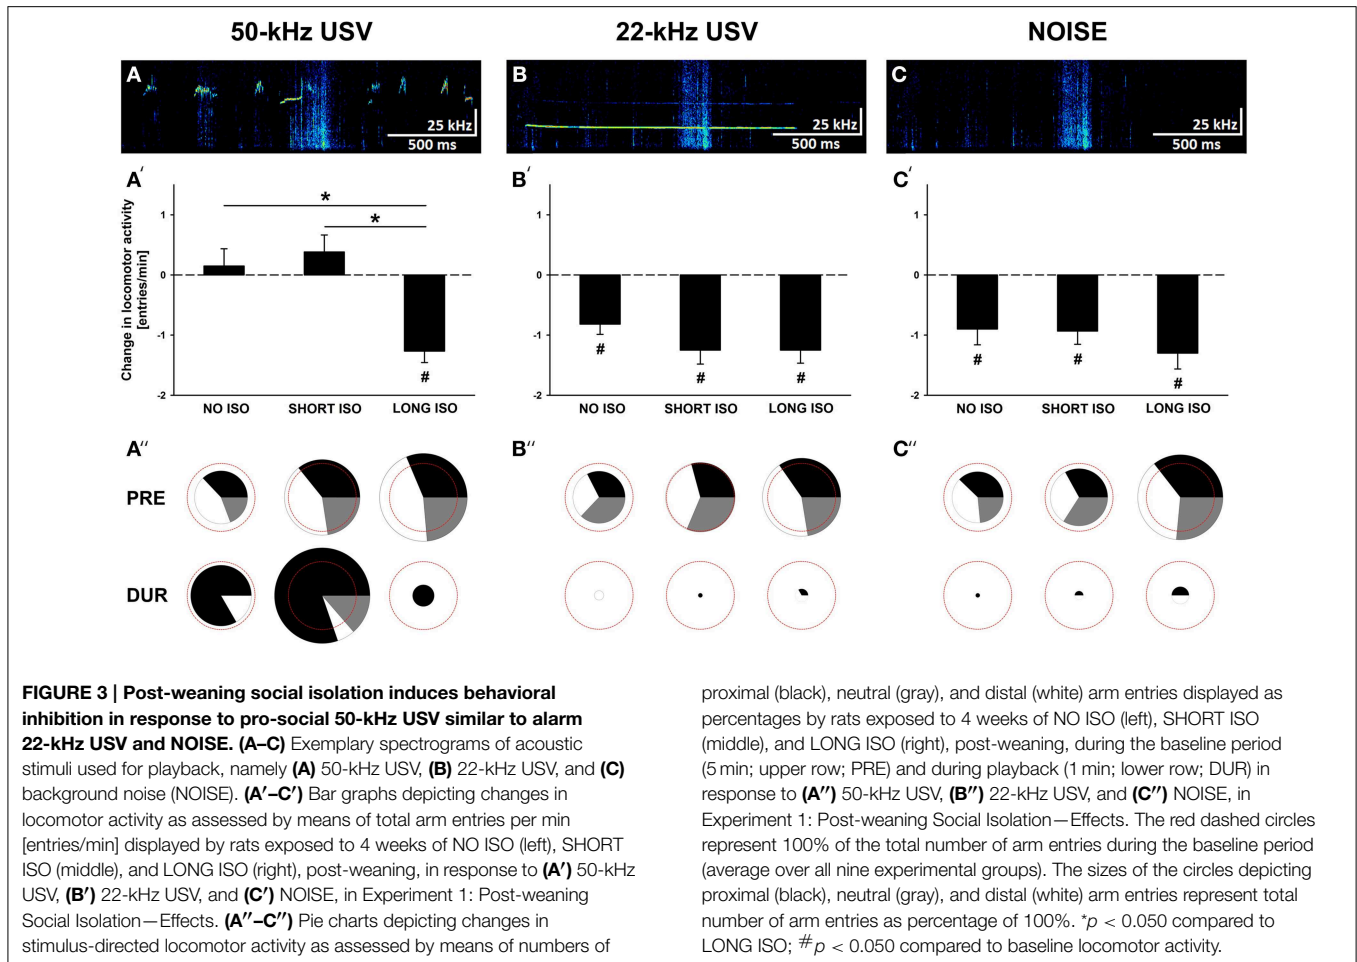 50-kHz USV
22-kHz USV
NOISE
A
25 kHz
500 ms
B
25 kHz
500 ms
C
25 kHz
500 ms
A′
Change in locomotor activity
[entries/min]
1
0
-1
-2
*
*
#
NO ISO
SHORT ISO
LONG ISO
B′
1
0
-1
-2
#
#
#
NO ISO
SHORT ISO
LONG ISO
C′
1
0
-1
-2
#
#
#
NO ISO
SHORT ISO
LONG ISO
A″
B″
C″
PRE
DUR
FIGURE 3 | Post-weaning social isolation induces behavioral
inhibition in response to pro-social 50-kHz USV similar to alarm
22-kHz USV and NOISE. (A–C) Exemplary spectrograms of acoustic
stimuli used for playback, namely (A) 50-kHz USV, (B) 22-kHz USV, and (C)
background noise (NOISE). (A′–C′) Bar graphs depicting changes in
locomotor activity as assessed by means of total arm entries per min
[entries/min] displayed by rats exposed to 4 weeks of NO ISO (left), SHORT
ISO (middle), and LONG ISO (right), post-weaning, in response to (A′) 50-kHz
USV, (B′) 22-kHz USV, and (C′) NOISE, in Experiment 1: Post-weaning
Social Isolation—Effects. (A″–C″) Pie charts depicting changes in
stimulus-directed locomotor activity as assessed by means of numbers of
proximal (black), neutral (gray), and distal (white) arm entries displayed as
percentages by rats exposed to 4 weeks of NO ISO (left), SHORT ISO
(middle), and LONG ISO (right), post-weaning, during the baseline period
(5 min; upper row; PRE) and during playback (1 min; lower row; DUR) in
response to (A″) 50-kHz USV, (B″) 22-kHz USV, and (C″) NOISE, in
Experiment 1: Post-weaning Social Isolation—Effects. The red dashed circles
represent 100% of the total number of arm entries during the baseline period
(average over all nine experimental groups). The sizes of the circles depicting
proximal (black), neutral (gray), and distal (white) arm entries represent total
number of arm entries as percentage of 100%. *p < 0.050 compared to
LONG ISO; #p < 0.050 compared to baseline locomotor activity.